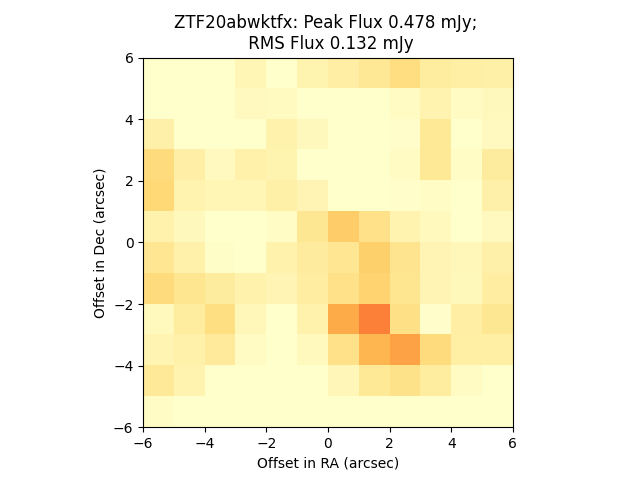 ZTF20abwktfx: Peak Flux 0.478 mJy;
RMS Flux 0.132 mJy
6
4
2
0
−2
−4
−6
Offset in Dec (arcsec)
−6 −4 −2 0 2 4 6
Offset in RA (arcsec)